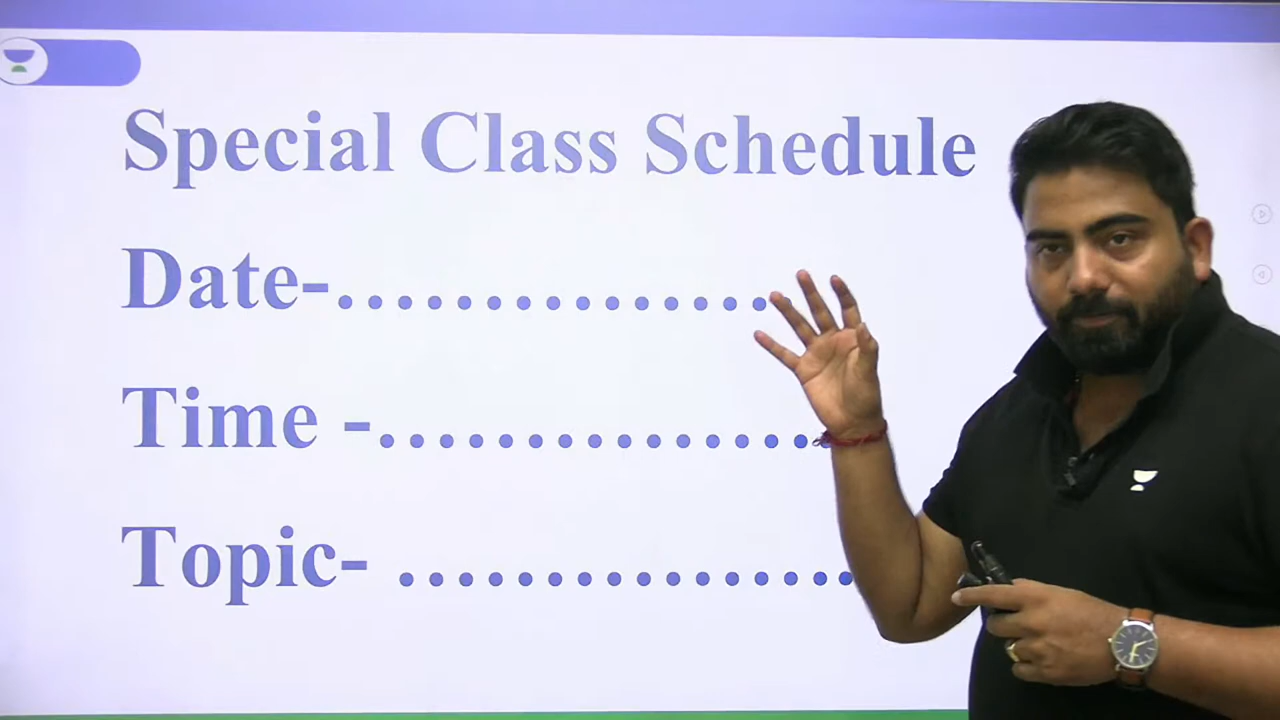 Special Class Schedule
Date-...............
Time -................
Topic- ................